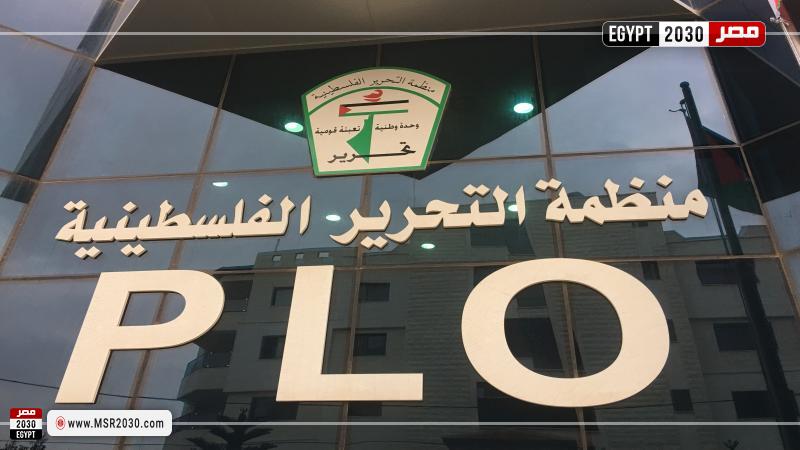 EGYPT 2030 مصر
منظمة التحرير الفلسطينية
وحدة وطنية تعبئة قومية
تحرير
منظمة التحرير الفلسطينية
PLO
مصر
2030
EGYPT
www.MSR2030.com